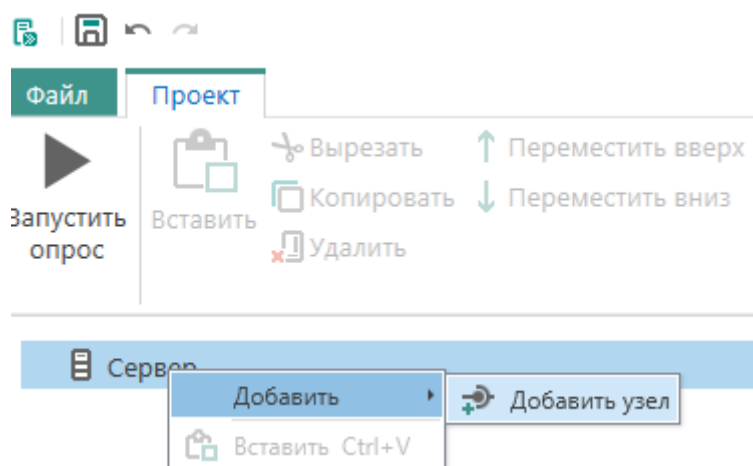 Файл Проект
Вырезать Переместить вверх
Копировать Переместить вниз
Запустить опрос
Вставить
Удалить
Сервер
Добавить Добавить узел
Вставить Ctrl+V